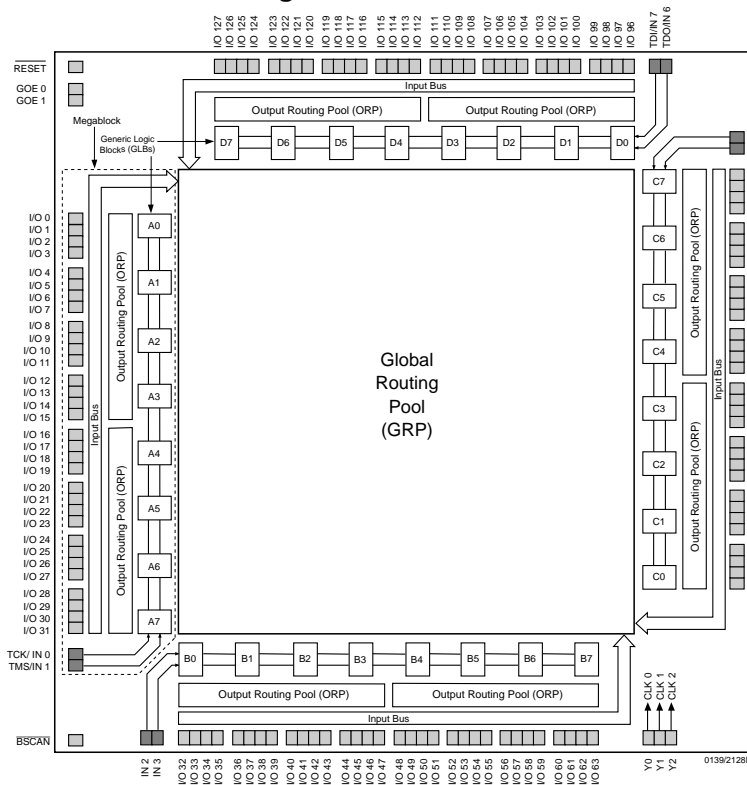 I/O 127
I/O 126
I/O 125
I/O 124
I/O 123
I/O 122
I/O 121
I/O 120
I/O 119
I/O 118
I/O 117
I/O 116
I/O 115
I/O 114
I/O 113
I/O 112
I/O 111
I/O 110
I/O 109
I/O 108
I/O 107
I/O 106
I/O 105
I/O 104
I/O 103
I/O 102
I/O 101
I/O 100
I/O 99
I/O 98
I/O 97
I/O 96
TDI/IN 7
TDO/IN 6
RESET
GOE 0
GOE 1
Input Bus
Output Routing Pool (ORP)
Output Routing Pool (ORP)
Megablock
Generic Logic
Blocks (GLBs)
D7
D6
D5
D4
D3
D2
D1
D0
I/O 0
I/O 1
I/O 2
I/O 3
I/O 4
I/O 5
I/O 6
I/O 7
I/O 8
I/O 9
I/O 10
I/O 11
I/O 12
I/O 13
I/O 14
I/O 15
I/O 16
I/O 17
I/O 18
I/O 19
I/O 20
I/O 21
I/O 22
I/O 23
I/O 24
I/O 25
I/O 26
I/O 27
I/O 28
I/O 29
I/O 30
I/O 31
TCK/ IN 0
TMS/IN 1
Input Bus
Output Routing Pool (ORP)
Output Routing Pool (ORP)
A0
A1
A2
A3
A4
A5
A6
A7
Global
Routing
Pool
(GRP)
C7
C6
C5
C4
C3
C2
C1
C0
Output Routing Pool (ORP)
Output Routing Pool (ORP)
Input Bus
B0
B1
B2
B3
B4
B5
B6
B7
Output Routing Pool (ORP)
Output Routing Pool (ORP)
Input Bus
CLK 0
CLK 1
CLK 2
BSCAN
IN 2
IN 3
I/O 32
I/O 33
I/O 34
I/O 35
I/O 36
I/O 37
I/O 38
I/O 39
I/O 40
I/O 41
I/O 42
I/O 43
I/O 44
I/O 45
I/O 46
I/O 47
I/O 48
I/O 49
I/O 50
I/O 51
I/O 52
I/O 53
I/O 54
I/O 55
I/O 56
I/O 57
I/O 58
I/O 59
I/O 60
I/O 61
I/O 62
I/O 63
Y0
Y1
Y2